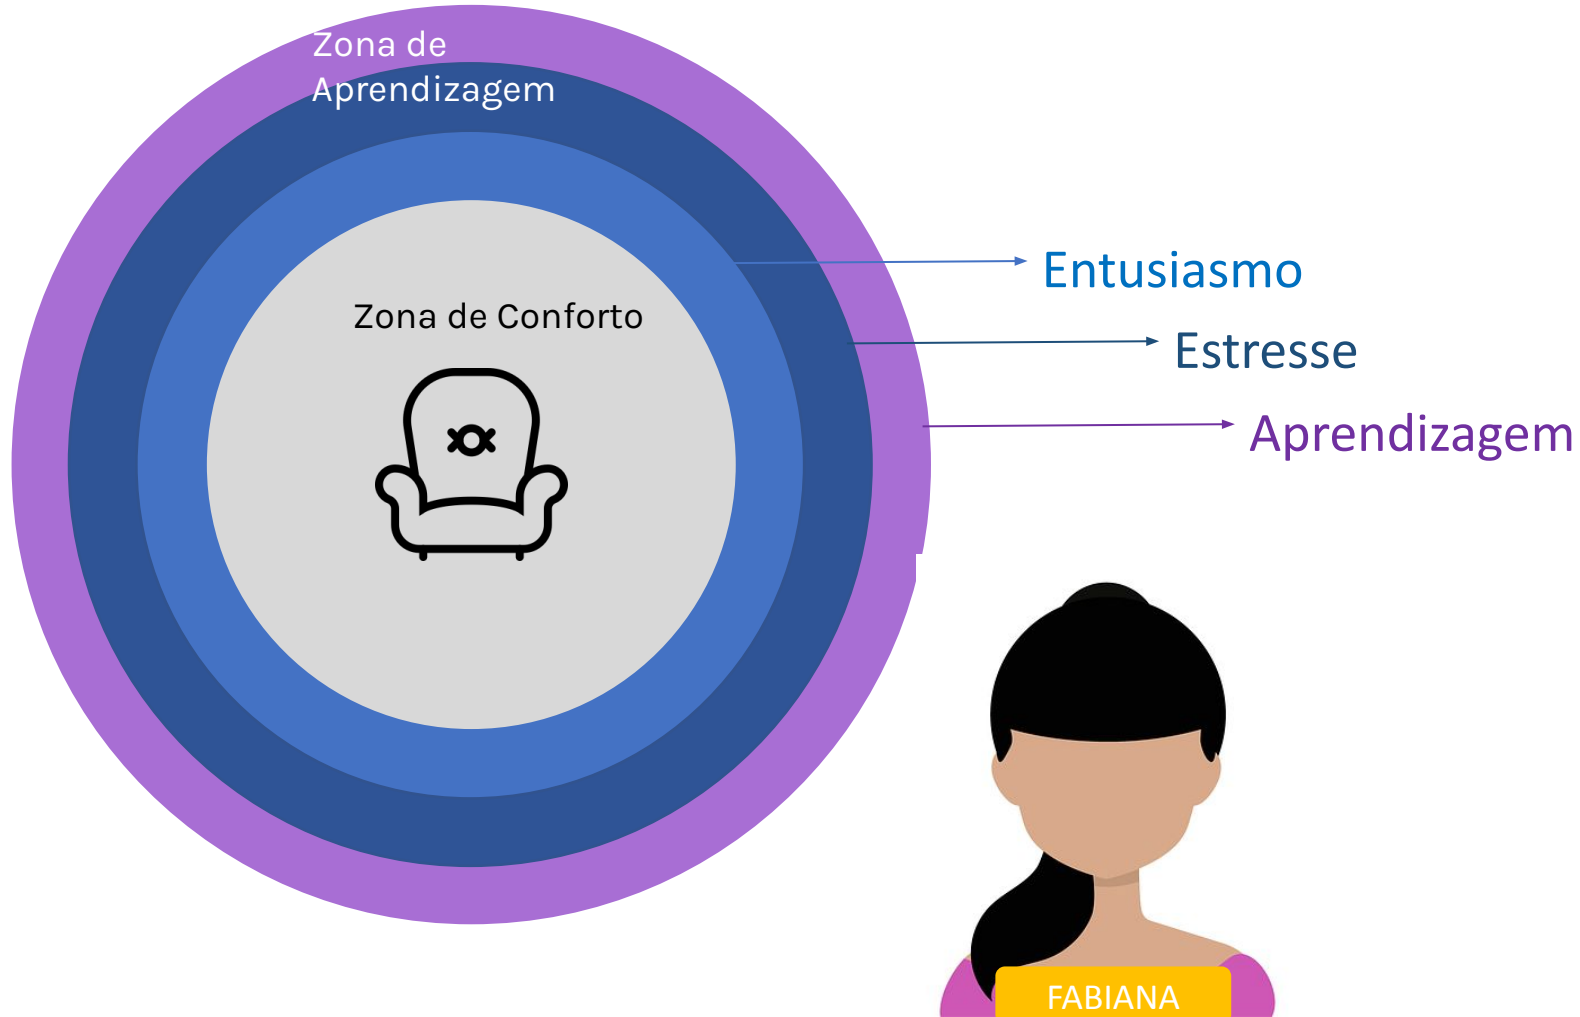 Zona de
Aprendizagem
Zona de Conforto
Entusiasmo
Estresse
Aprendizagem
FABIANA